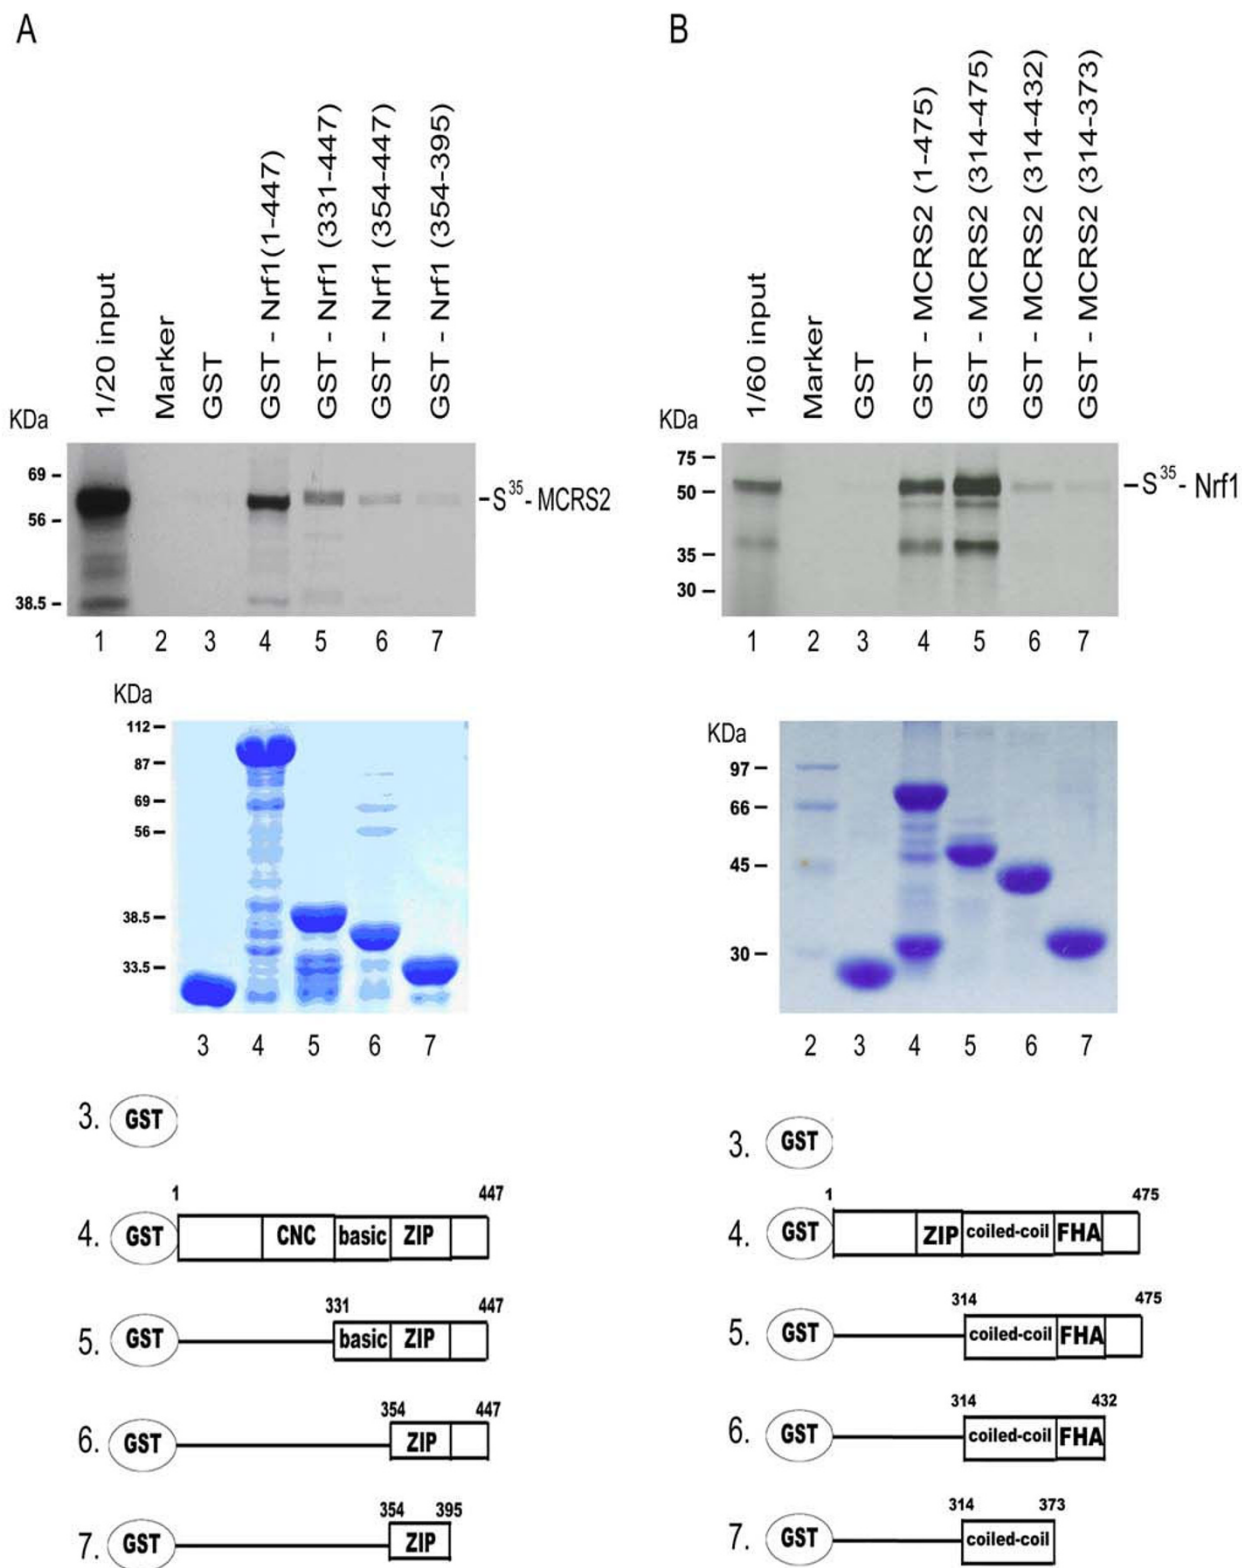 A
1/20 input
Marker
GST
GST - Nrf1(1-447)
GST - Nrf1 (331-447)
GST - Nrf1 (354-447)
GST - Nrf1 (354-395)
KDa
69
56
38.5
S35- MCRS2
1 2 3 4 5 6 7
KDa
112
87
69
56
38.5
33.5
3 4 5 6 7
3. GST
1 447
4. GST CNC basic ZIP
331 447
5. GST basic ZIP
354 447
6. GST ZIP
354 395
7. GST ZIP
B
1/60 input
Marker
GST
GST - MCRS2 (1-475)
GST - MCRS2 (314-475)
GST - MCRS2 (314-432)
GST - MCRS2 (314-373)
KDa
75
50
35
30
S35- Nrf1
1 2 3 4 5 6 7
KDa
97
66
45
30
2 3 4 5 6 7
3. GST
1 475
4. GST ZIP coiled-coil FHA
314 475
5. GST coiled-coil FHA
314 432
6. GST coiled-coil FHA
314 373
7. GST coiled-coil